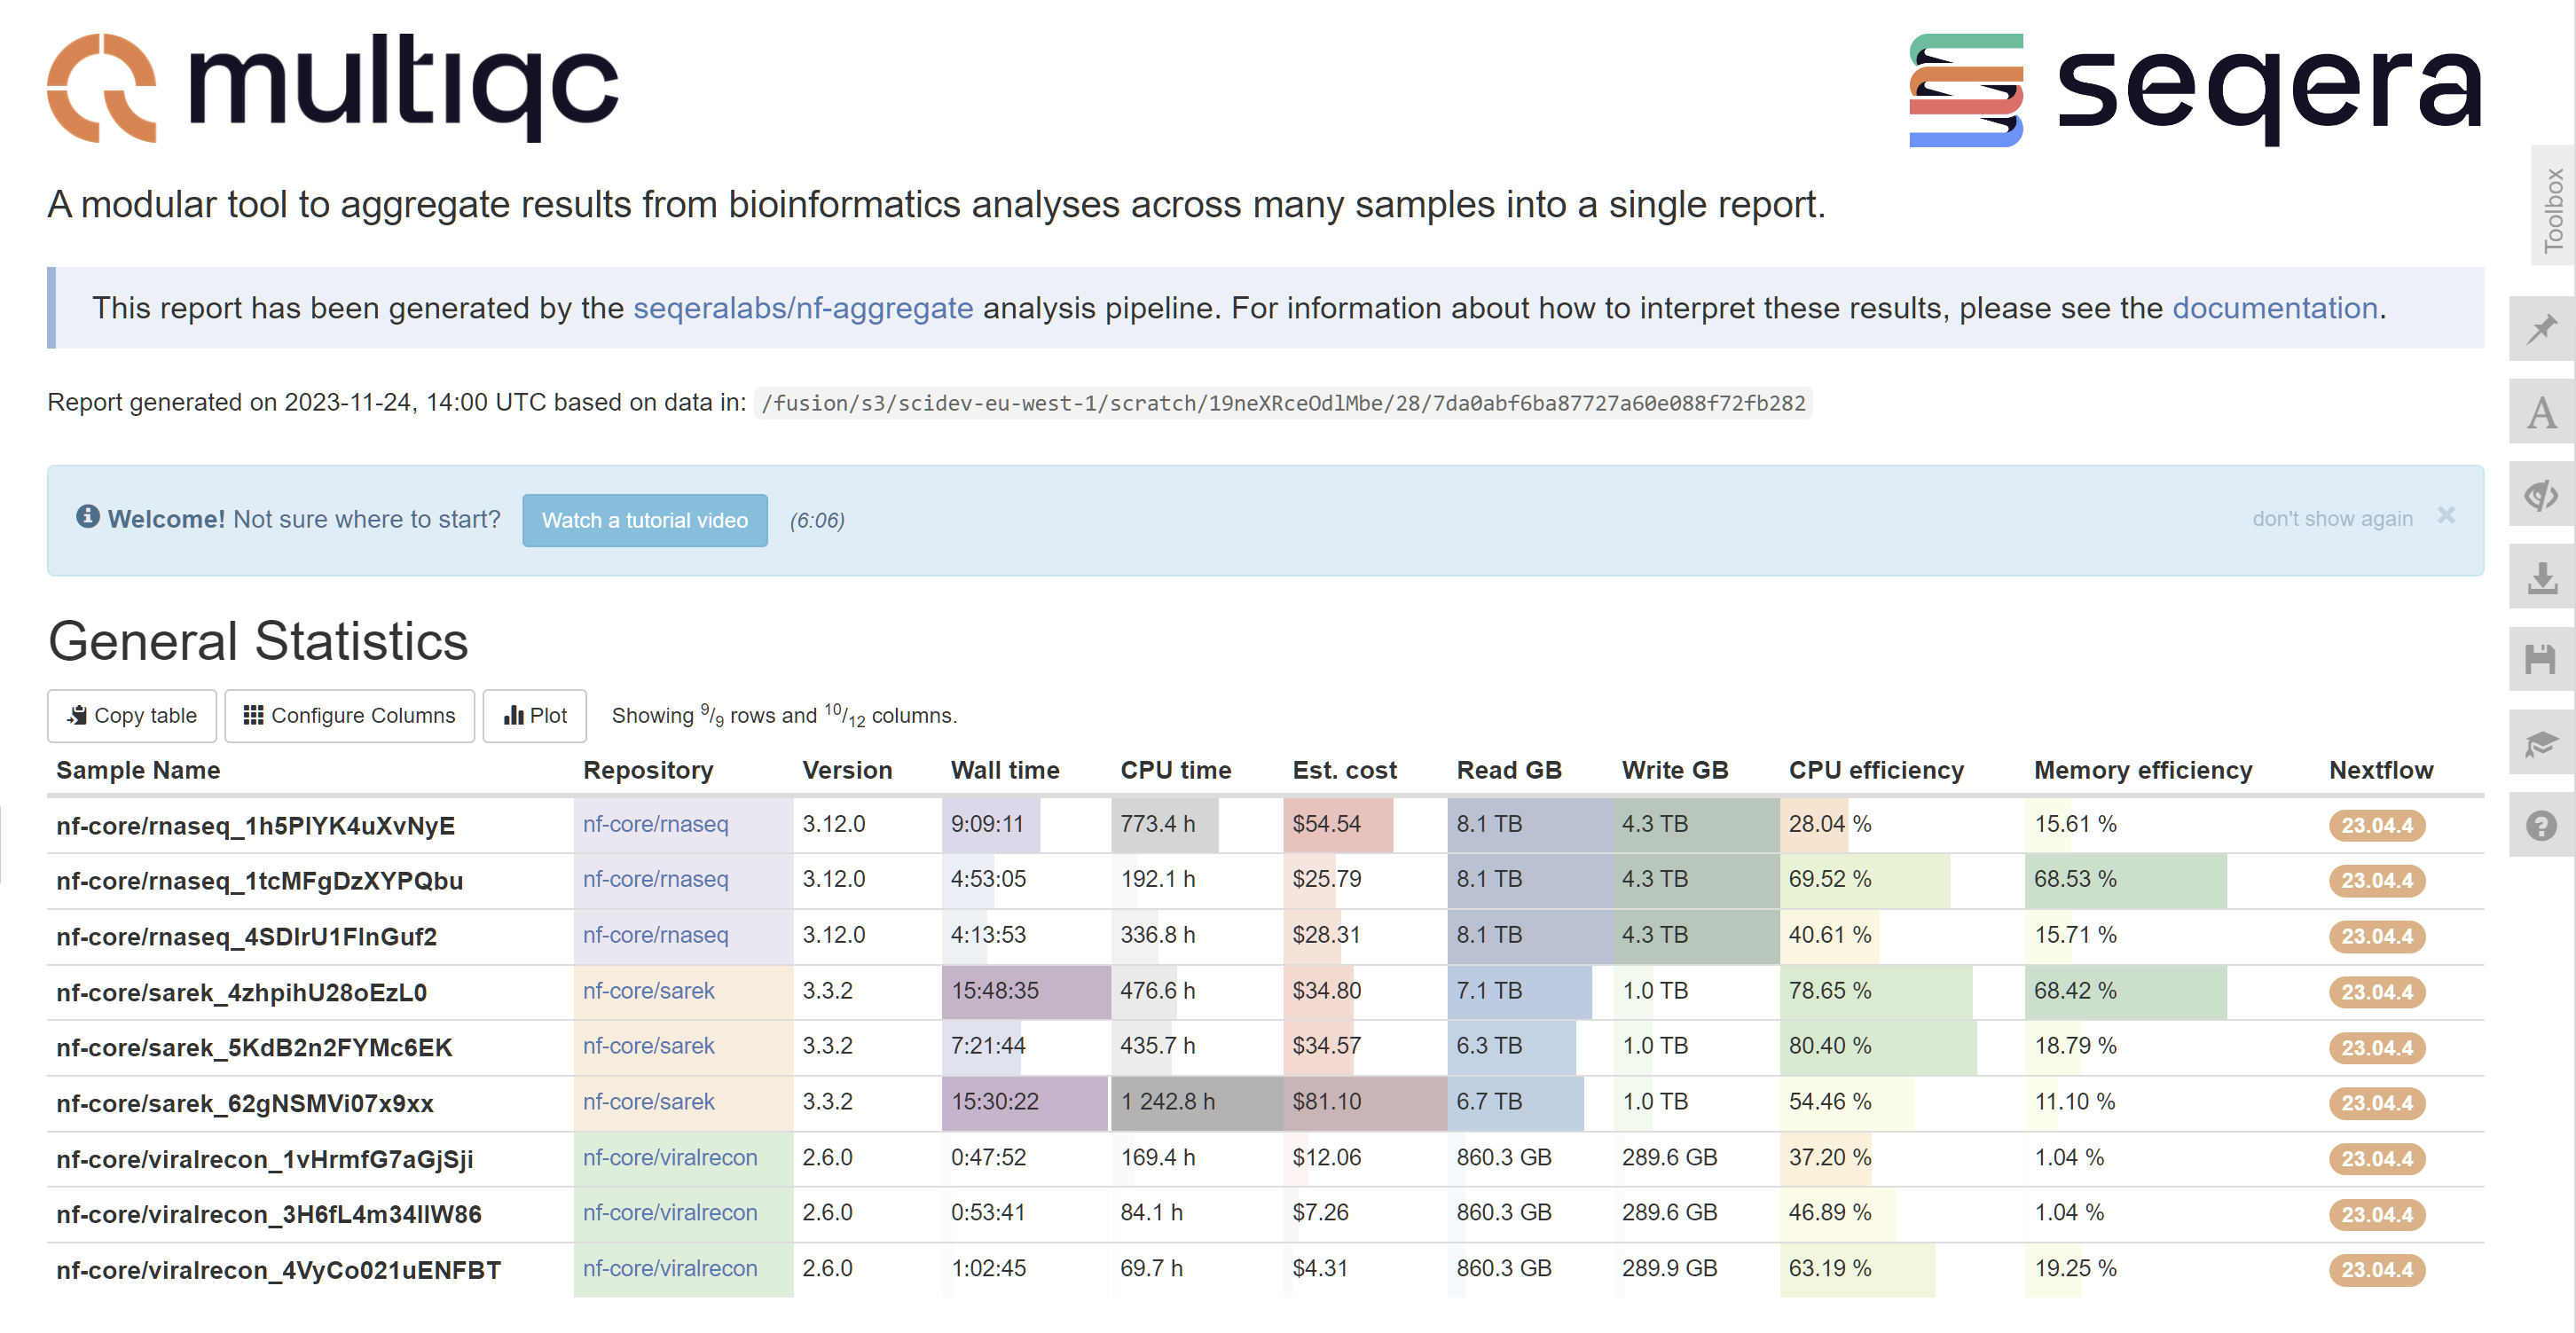 multiqc
seqera
A modular tool to aggregate results from bioinformatics analyses across many samples into a single report.
Toolbox
This report has been generated by the seqeralabs/nf-aggregate analysis pipeline. For information about how to interpret these results, please see the documentation.
Report generated on 2023-11-24, 14:00 UTC based on data in: /fusion/s3/scidev-eu-west-1/scratch/19neXRceOdlMbe/28/7da0abf6ba87727a60e088f72fb282
Welcome! Not sure where to start? Watch a tutorial video (6:06) don't show again ×
General Statistics
Copy table Configure Columns Plot Showing 9/9 rows and 10/12 columns.
Sample Name Repository Version Wall time CPU time Est. cost Read GB Write GB CPU efficiency Memory efficiency Nextflow
nf-core/rnaseq_1h5PlYK4uXvNyE nf-core/rnaseq 3.12.0 9:09:11 773.4 h $54.54 8.1 TB 4.3 TB 28.04 % 15.61 % 23.04.4
nf-core/rnaseq_1tcMFgDzXYPQbu nf-core/rnaseq 3.12.0 4:53:05 192.1 h $25.79 8.1 TB 4.3 TB 69.52 % 68.53 % 23.04.4
nf-core/rnaseq_4SDIrU1FlnGuf2 nf-core/rnaseq 3.12.0 4:13:53 336.8 h $28.31 8.1 TB 4.3 TB 40.61 % 15.71 % 23.04.4
nf-core/sarek_4zhpihU28oEzL0 nf-core/sarek 3.3.2 15:48:35 476.6 h $34.80 7.1 TB 1.0 TB 78.65 % 68.42 % 23.04.4
nf-core/sarek_5KdB2n2FYMc6EK nf-core/sarek 3.3.2 7:21:44 435.7 h $34.57 6.3 TB 1.0 TB 80.40 % 18.79 % 23.04.4
nf-core/sarek_62gNSMVi07x9xx nf-core/sarek 3.3.2 15:30:22 1 242.8 h $81.10 6.7 TB 1.0 TB 54.46 % 11.10 % 23.04.4
nf-core/viralrecon_1vHrmfG7aGjSji nf-core/viralrecon 2.6.0 0:47:52 169.4 h $12.06 860.3 GB 289.6 GB 37.20 % 1.04 % 23.04.4
nf-core/viralrecon_3H6fL4m34llW86 nf-core/viralrecon 2.6.0 0:53:41 84.1 h $7.26 860.3 GB 289.6 GB 46.89 % 1.04 % 23.04.4
nf-core/viralrecon_4VyCo021uENFBT nf-core/viralrecon 2.6.0 1:02:45 69.7 h $4.31 860.3 GB 289.9 GB 63.19 % 19.25 % 23.04.4